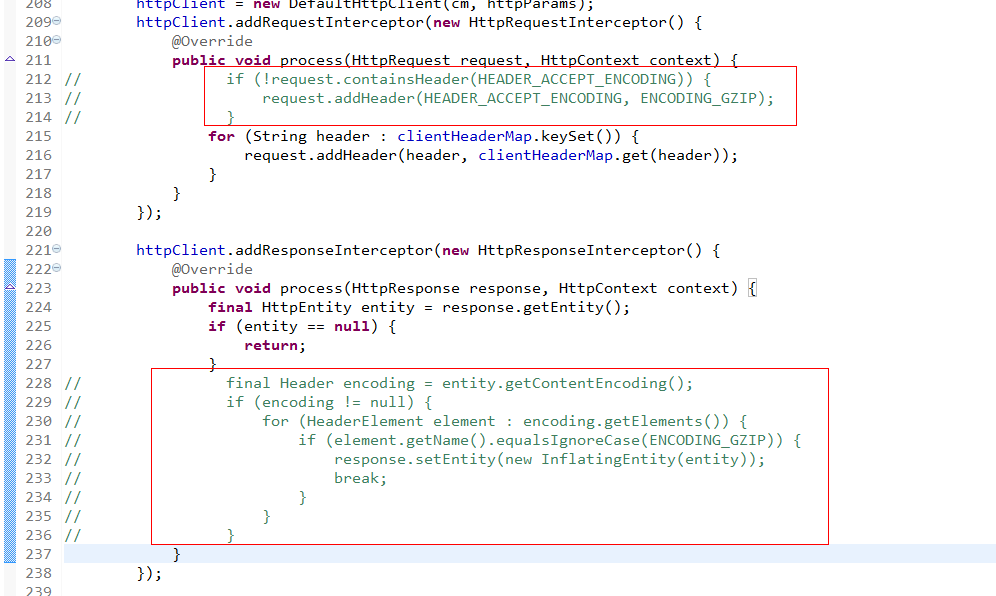 208         httpClient = new DefaultHttpClient(cm, httpParams);
209         httpClient.addRequestInterceptor(new HttpRequestInterceptor() {
210             @Override
211             public void process(HttpRequest request, HttpContext context) {
212 //                if (!request.containsHeader(HEADER_ACCEPT_ENCODING)) {
213 //                    request.addHeader(HEADER_ACCEPT_ENCODING, ENCODING_GZIP);
214 //                }
215                 for (String header : clientHeaderMap.keySet()) {
216                     request.addHeader(header, clientHeaderMap.get(header));
217                 }
218             }
219         });
220
221         httpClient.addResponseInterceptor(new HttpResponseInterceptor() {
222             @Override
223             public void process(HttpResponse response, HttpContext context) {
224                 final HttpEntity entity = response.getEntity();
225                 if (entity == null) {
226                     return;
227                 }
228 //                final Header encoding = entity.getContentEncoding();
229 //                if (encoding != null) {
230 //                    for (HeaderElement element : encoding.getElements()) {
231 //                        if (element.getName().equalsIgnoreCase(ENCODING_GZIP)) {
232 //                            response.setEntity(new InflatingEntity(entity));
233 //                            break;
234 //                        }
235 //                    }
236 //                }
237             }
238         });
239